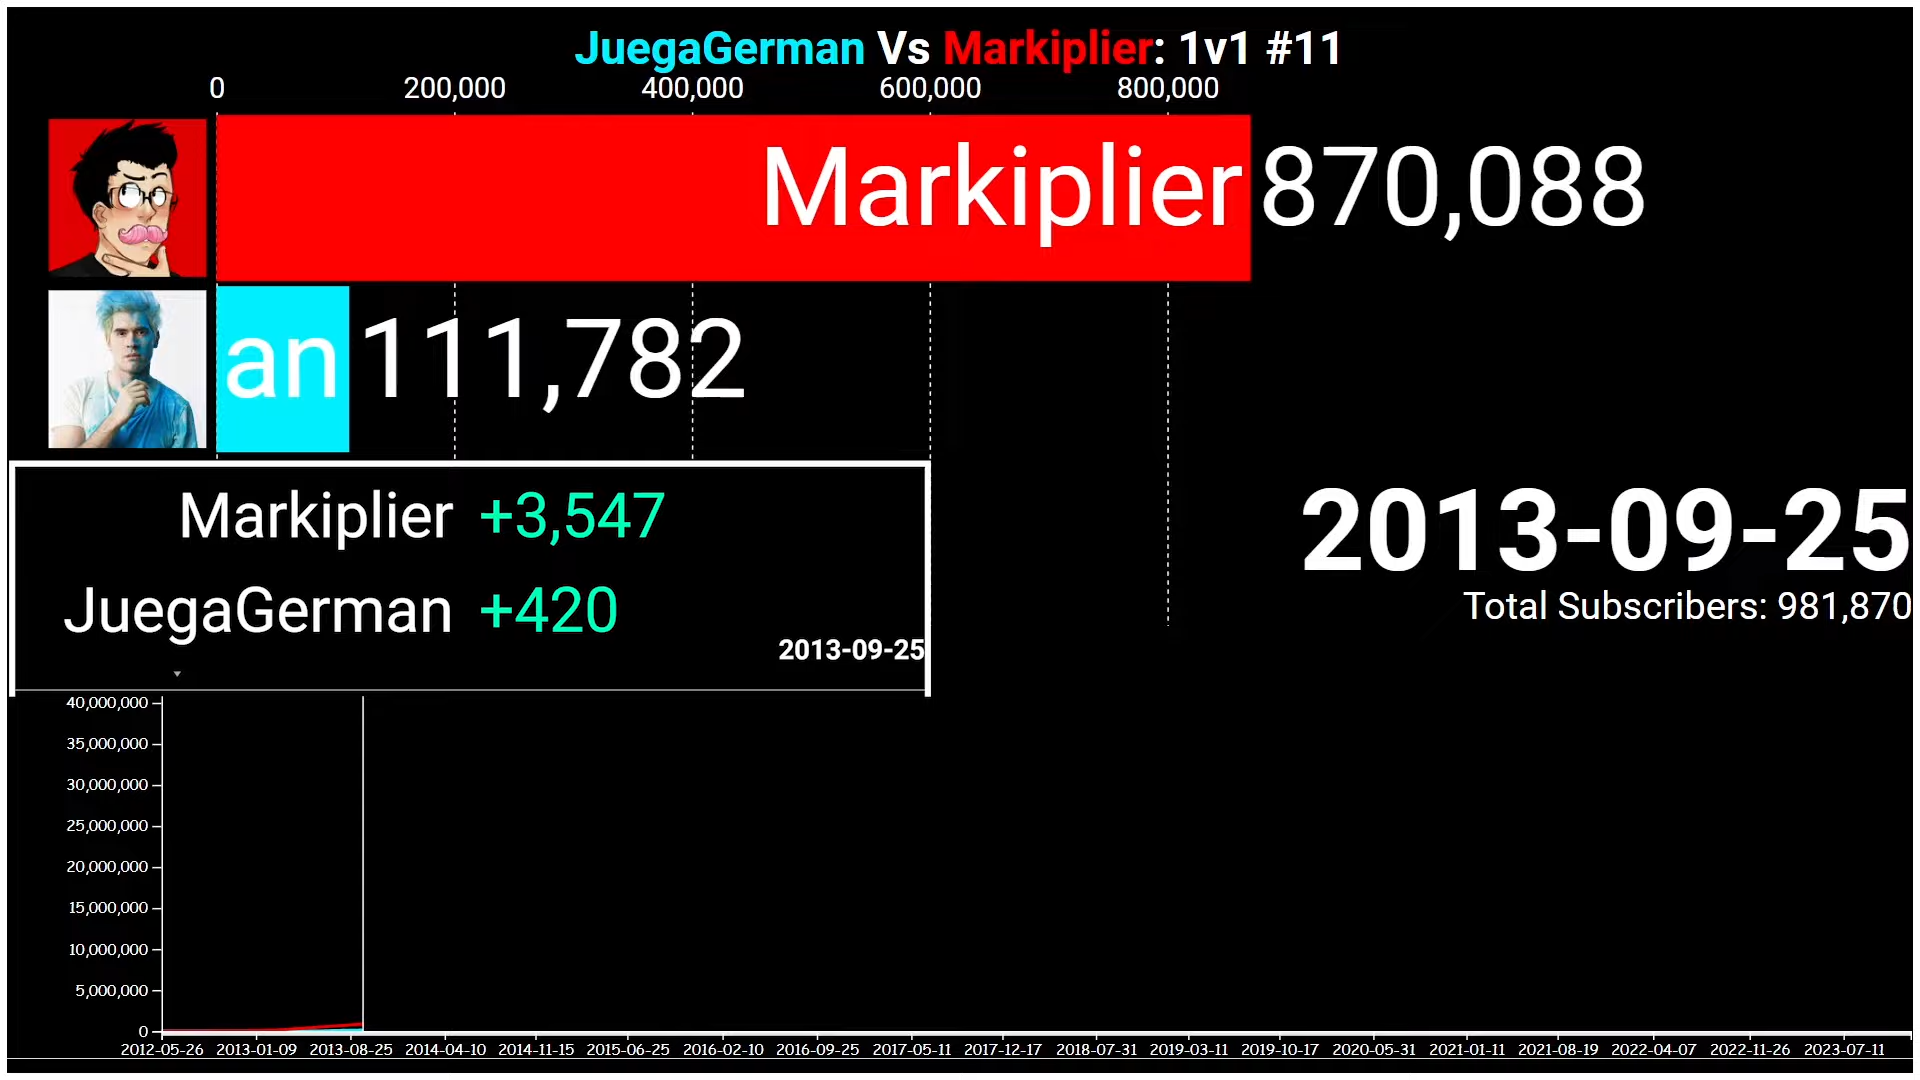 JuegaGerman Vs Markiplier: 1v1 #11
0 200,000 400,000 600,000 800,000
Markiplier 870,088
an 111,782
Markiplier +3,547
JuegaGerman +420
2013-09-25
2013-09-25
Total Subscribers: 981,870
40,000,000
35,000,000
30,000,000
25,000,000
20,000,000
15,000,000
10,000,000
5,000,000
0
2012-05-26 2013-01-09 2013-08-25 2014-04-10 2014-11-15 2015-06-25 2016-02-10 2016-09-25 2017-05-11 2017-12-17 2018-07-31 2019-03-11 2019-10-17 2020-05-31 2021-01-11 2021-08-19 2022-04-07 2022-11-26 2023-07-11